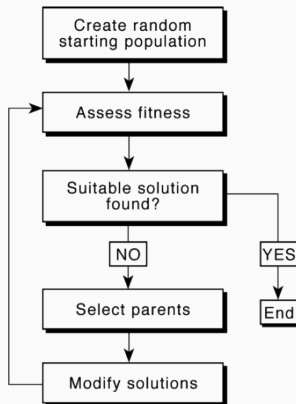 Create random
starting population
Assess fitness
Suitable solution
found?
NO
YES
Select parents
End
Modify solutions